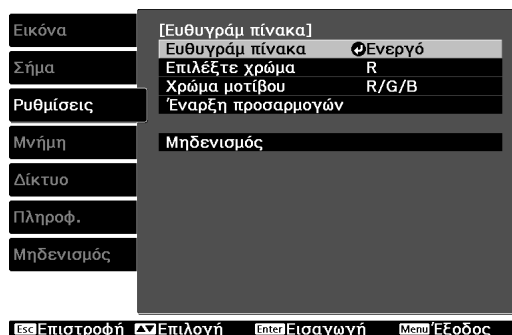 Εικόνα
Σήμα
Ρυθμίσεις
Μνήμη
Δίκτυο
Πληροφ.
Μηδενισμός
[Ευθυγράμ πίνακα]
Ευθυγράμ πίνακα Ενεργό
Επιλέξτε χρώμα R
Χρώμα μοτίβου R/G/B
Έναρξη προσαρμογών
Μηδενισμός
Esc Επιστροφή Επιλογή Enter Εισαγωγή Menu Έξοδος